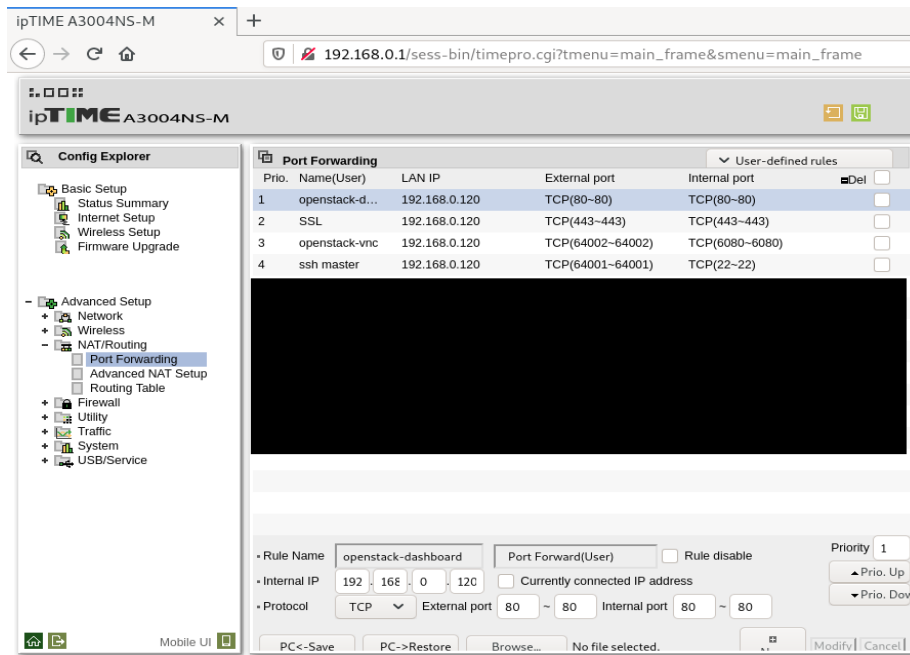 ipTIME A3004NS-M × +
192.168.0.1/sess-bin/timepro.cgi?tmenu=main_frame&smenu=main_frame
ipTIME A3004NS-M
Config Explorer
Basic Setup
Status Summary
Internet Setup
Wireless Setup
Firmware Upgrade
- Advanced Setup
+ Network
+ Wireless
- NAT/Routing
Port Forwarding
Advanced NAT Setup
Routing Table
+ Firewall
+ Utility
+ Traffic
+ System
+ USB/Service
Mobile UI
Port Forwarding
User-defined rules
Prio. Name(User) LAN IP External port Internal port Del
1 openstack-d... 192.168.0.120 TCP(80~80) TCP(80~80)
2 SSL 192.168.0.120 TCP(443~443) TCP(443~443)
3 openstack-vnc 192.168.0.120 TCP(64002~64002) TCP(6080~6080)
4 ssh master 192.168.0.120 TCP(64001~64001) TCP(22~22)
Rule Name openstack-dashboard Port Forward(User) Rule disable Priority 1
Internal IP 192 . 168 . 0 . 120 Currently connected IP address Prio. Up
Protocol TCP External port 80 ~ 80 Internal port 80 ~ 80 Prio. Dov
PC<-Save PC->Restore Browse... No file selected. Modify Cancel